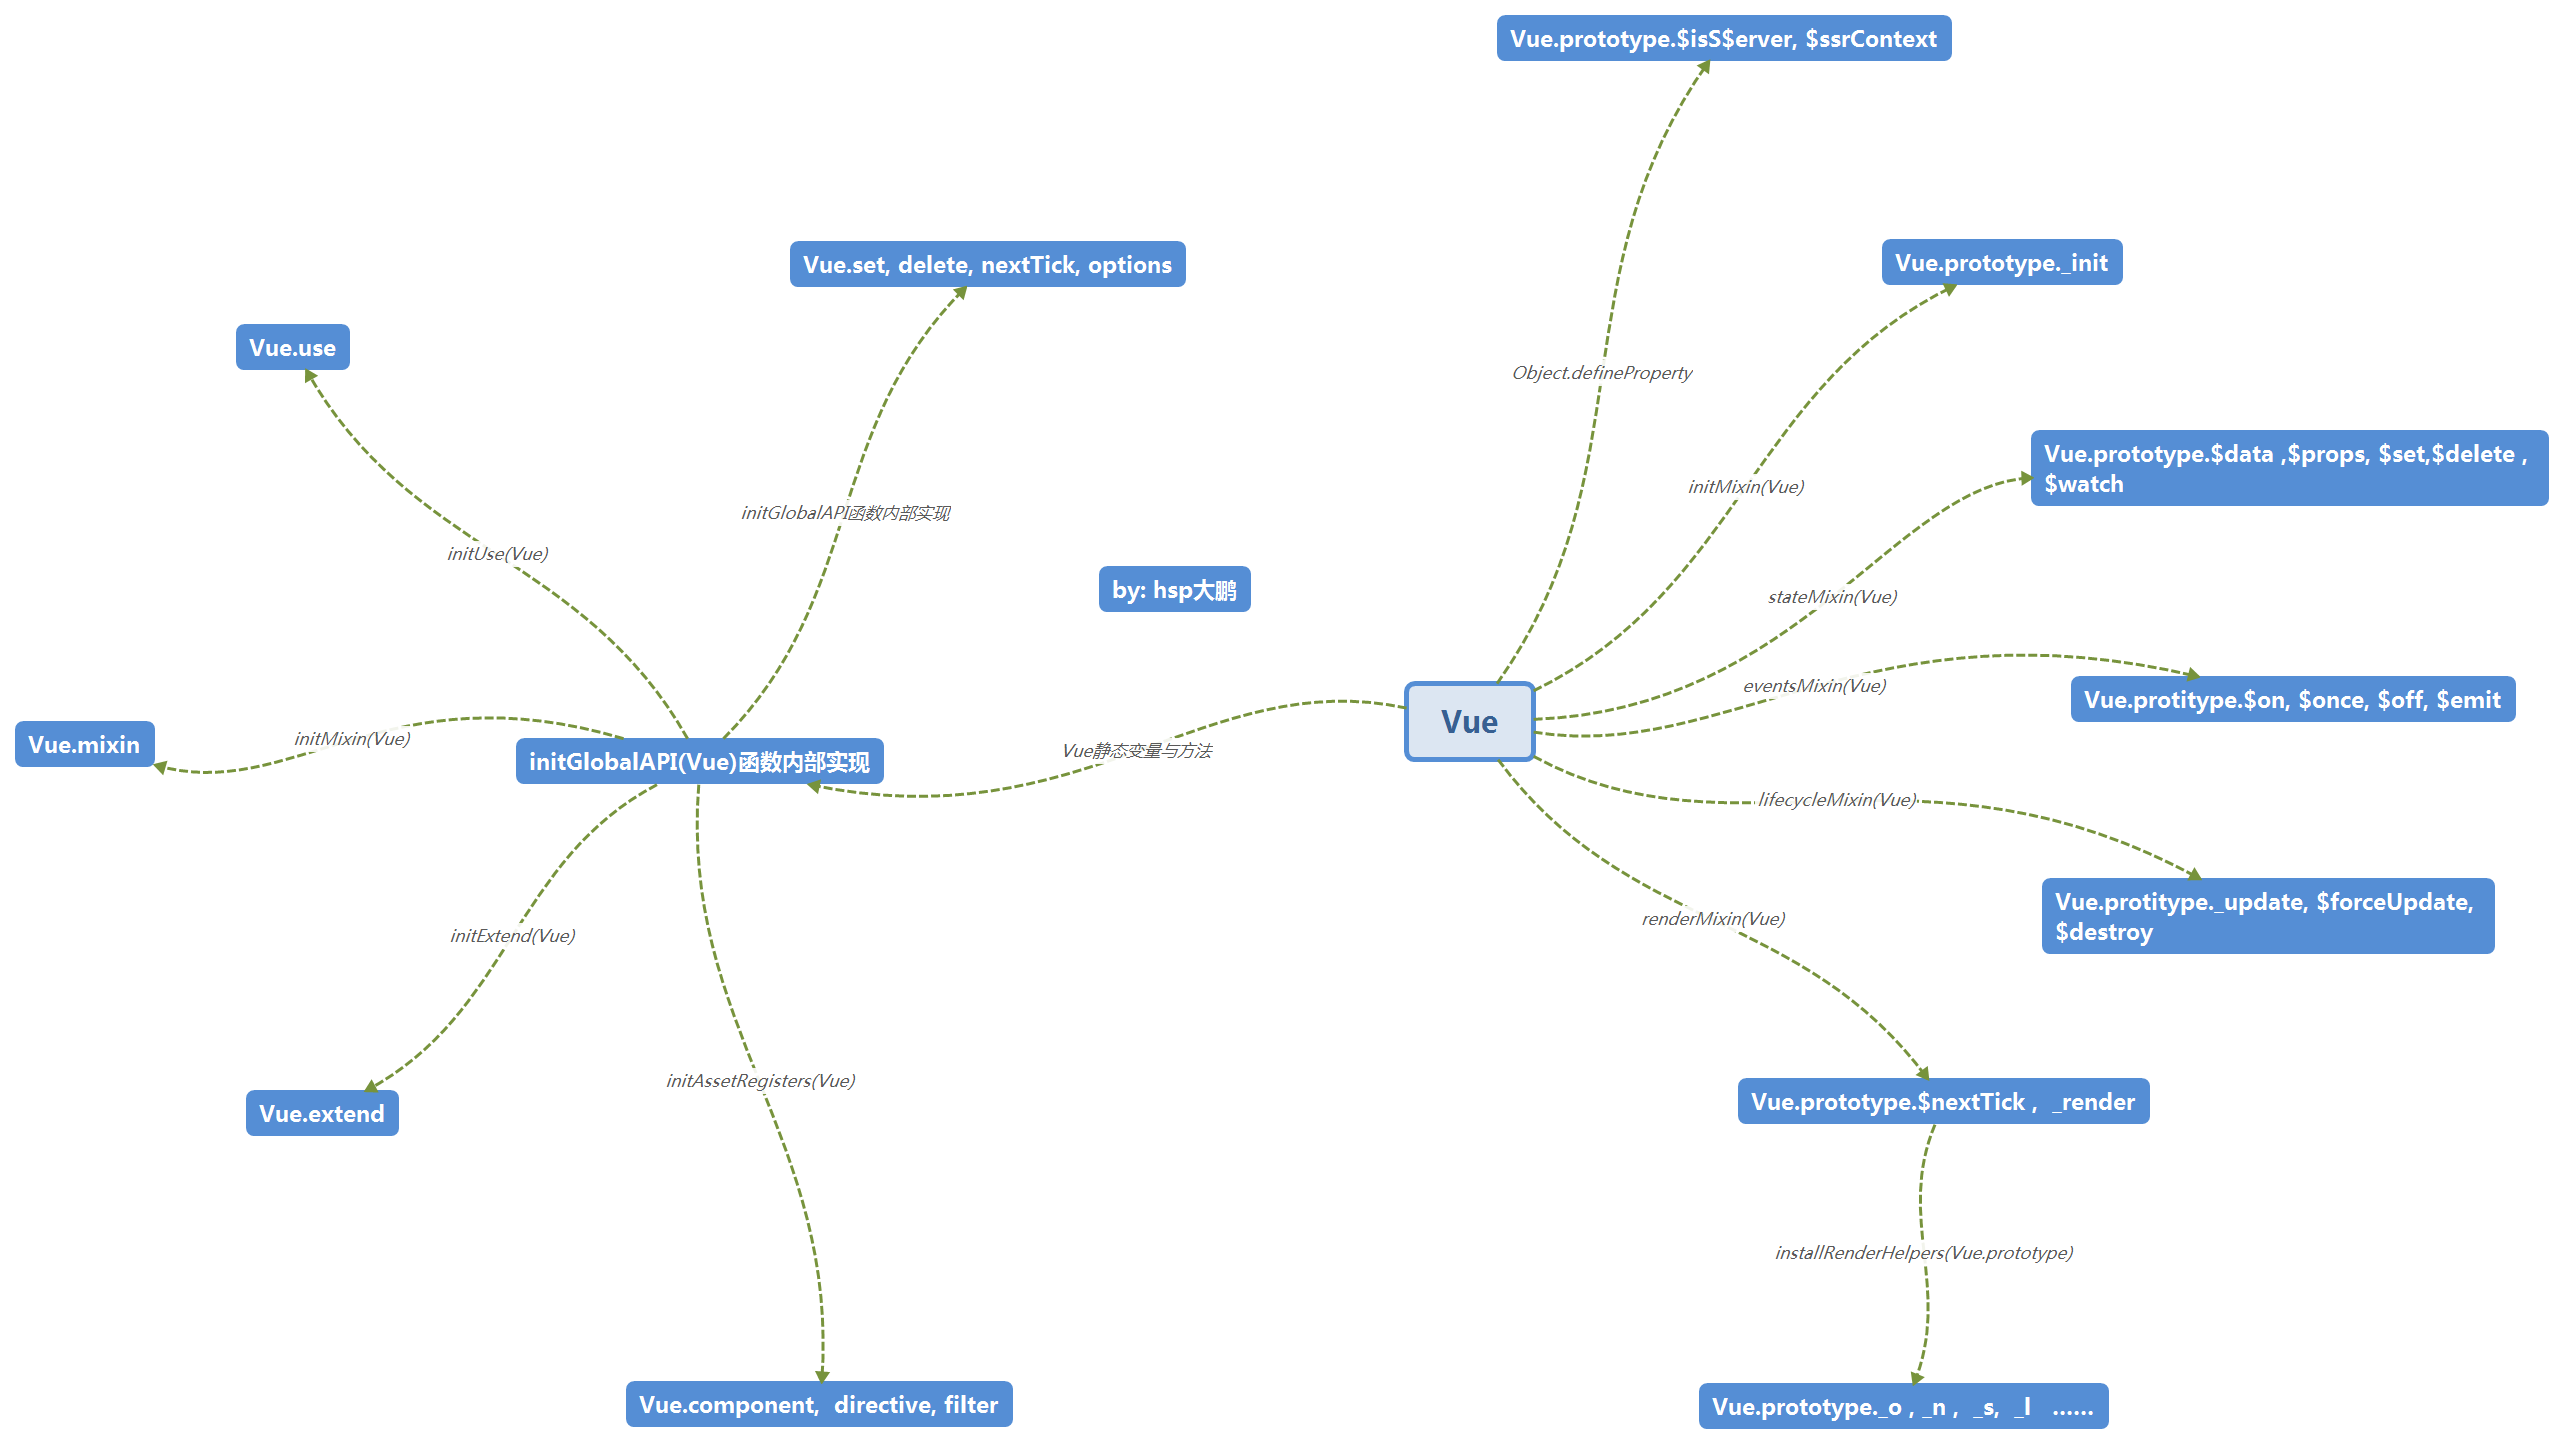 Vue.prototype.$isS$erver, $ssrContext
Vue.set, delete, nextTick, options
Vue.prototype._init
Vue.use
Object.defineProperty
Vue.prototype.$data ,$props, $set,$delete ,
$watch
initMixin(Vue)
initGlobalAPI函数内部实现
initUse(Vue)
by: hsp大鹏
stateMixin(Vue)
eventsMixin(Vue)
Vue.protitype.$on, $once, $off, $emit
Vue
initMixin(Vue)
Vue.mixin
Vue静态变量与方法
initGlobalAPI(Vue)函数内部实现
lifecycleMixin(Vue)
Vue.protitype._update, $forceUpdate,
$destroy
renderMixin(Vue)
initExtend(Vue)
initAssetRegisters(Vue)
Vue.prototype.$nextTick , _render
Vue.extend
installRenderHelpers(Vue.prototype)
Vue.component, directive, filter
Vue.prototype._o , _n , _s, _l ......